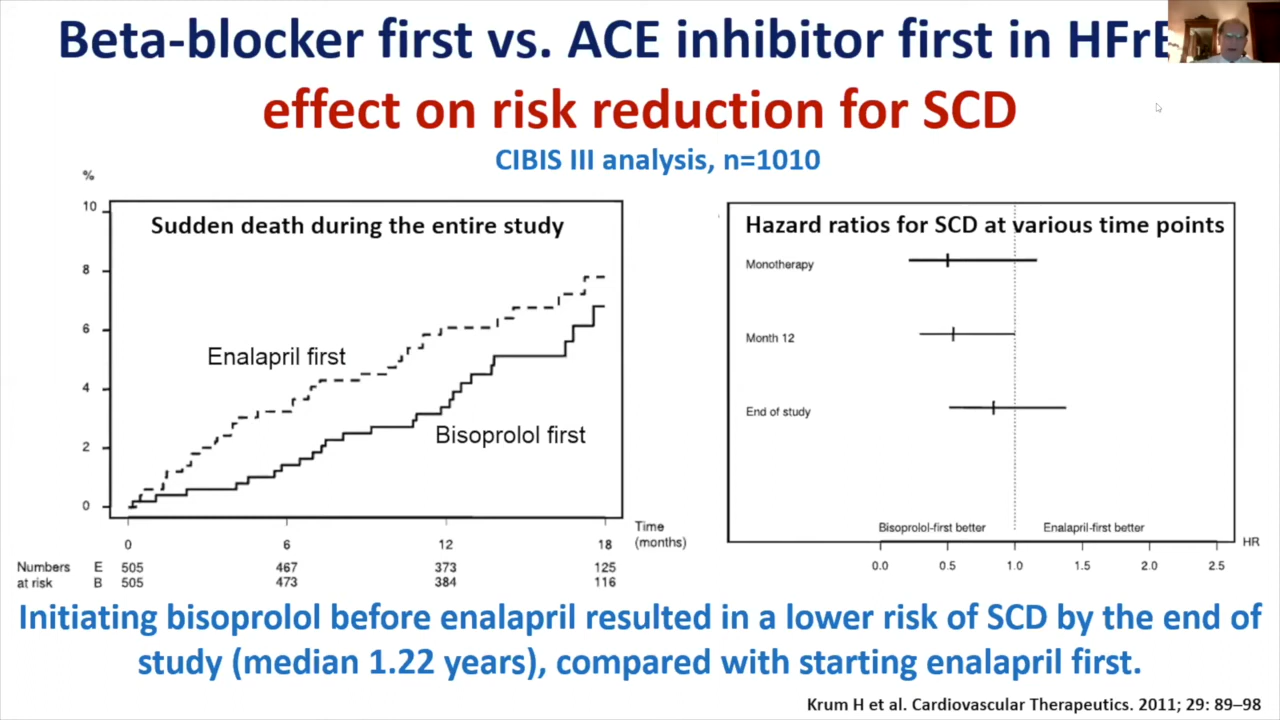 Beta-blocker first vs. ACE inhibitor first in HFrE
effect on risk reduction for SCD
CIBIS III analysis, n=1010
%
10
8
6
4
2
0
Sudden death during the entire study
Enalapril first
Bisoprolol first
0 6 12 18
Time
(months)
Numbers E 505 467 373 125
at risk B 505 473 384 116
Hazard ratios for SCD at various time points
Monotherapy
Month 12
End of study
Bisoprolol-first better Enalapril-first better
HR
0.0 0.5 1.0 1.5 2.0 2.5
Initiating bisoprolol before enalapril resulted in a lower risk of SCD by the end of
study (median 1.22 years), compared with starting enalapril first.
Krum H et al. Cardiovascular Therapeutics. 2011; 29: 89–98